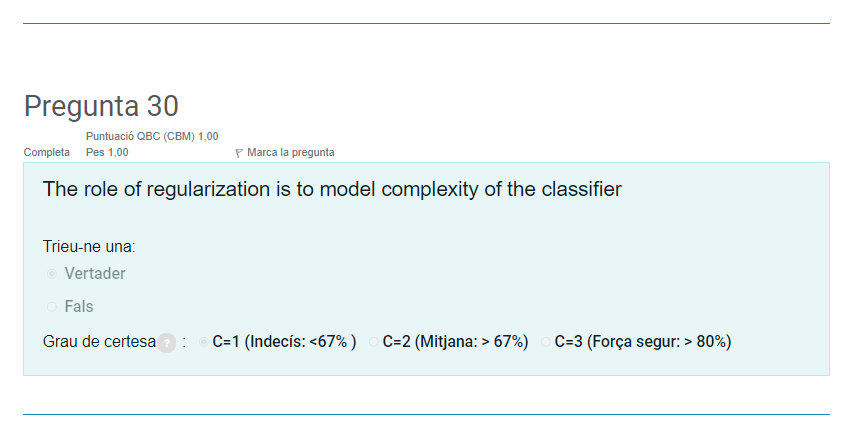 Pregunta 30
Puntuació QBC (CBM) 1,00
Completa Pes 1,00 Marca la pregunta
The role of regularization is to model complexity of the classifier
Trieu-ne una:
Vertader
Fals
Grau de certesa ? : C=1 (Indecís: <67% ) C=2 (Mitjana: > 67%) C=3 (Força segur: > 80%)